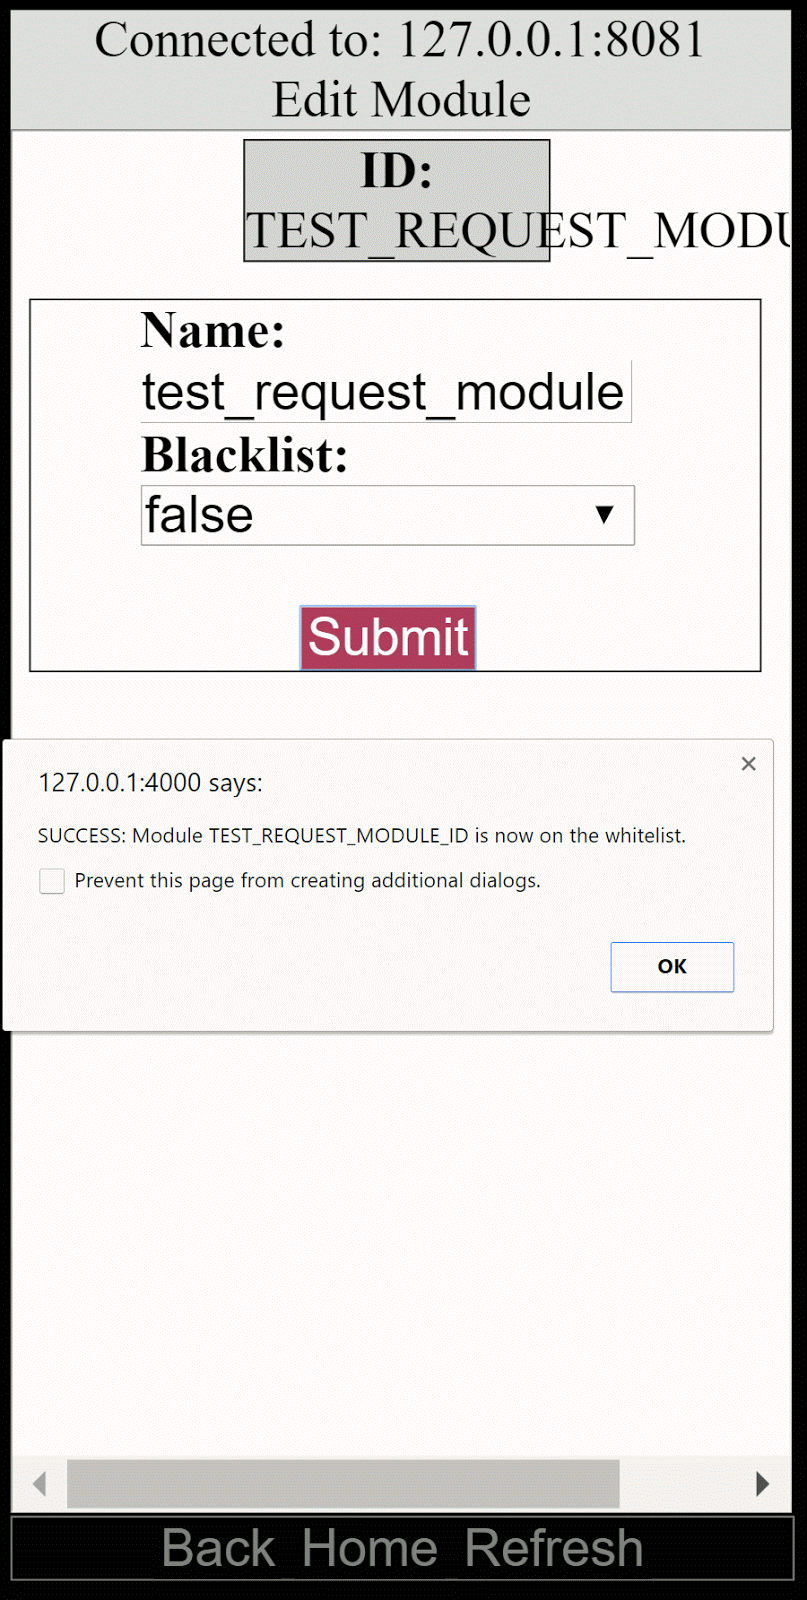 Connected to: 127.0.0.1:8081
Edit Module
ID:
TEST_REQUEST_MODU
Name:
test_request_module
Blacklist:
false
Submit
127.0.0.1:4000 says:
SUCCESS: Module TEST_REQUEST_MODULE_ID is now on the whitelist.
Prevent this page from creating additional dialogs.
OK
Back Home Refresh